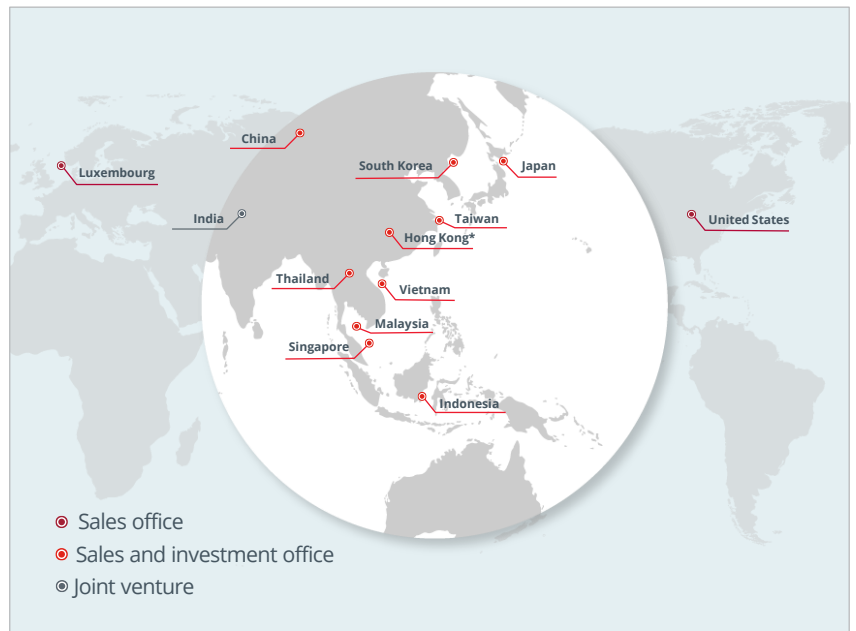 China
South Korea
Japan
Luxembourg
India
Taiwan
United States
Hong Kong*
Thailand
Vietnam
Malaysia
Singapore
Indonesia
Sales office
Sales and investment office
Joint venture